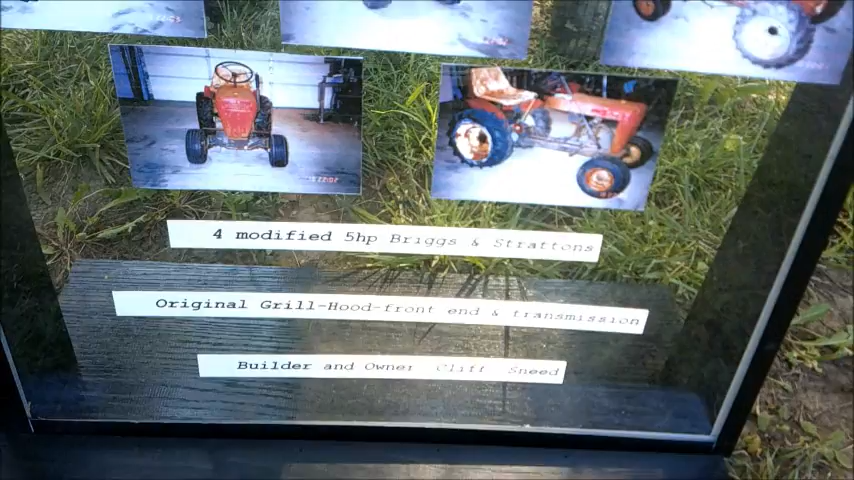 4 modified 5hp Briggs & Strattons
Original Grill-Hood-front end & transmission
Builder and Owner Cliff Sneed